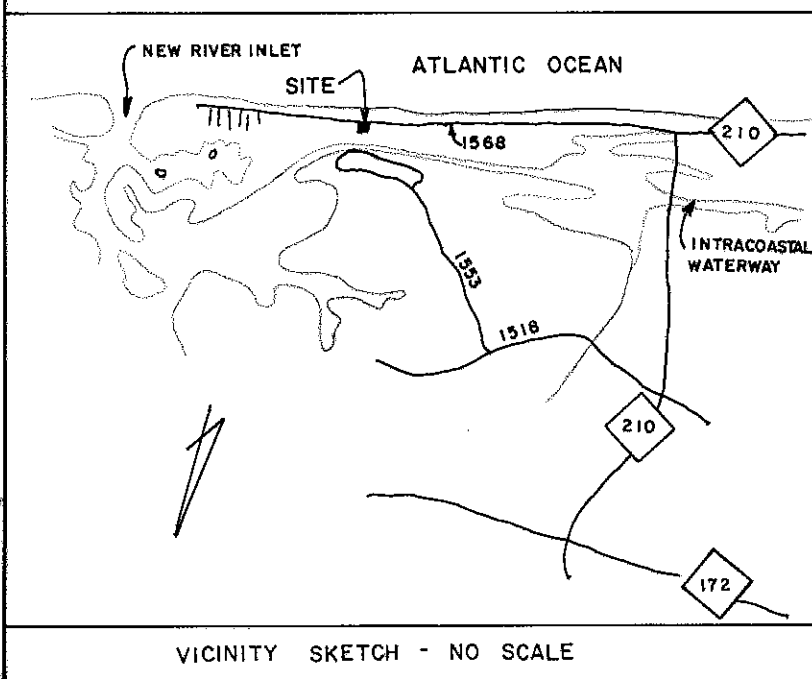 NEW RIVER INLET
ATLANTIC OCEAN
SITE
1568
210
INTRACOASTAL
WATERWAY
1553
1518
210
172
VICINITY SKETCH - NO SCALE